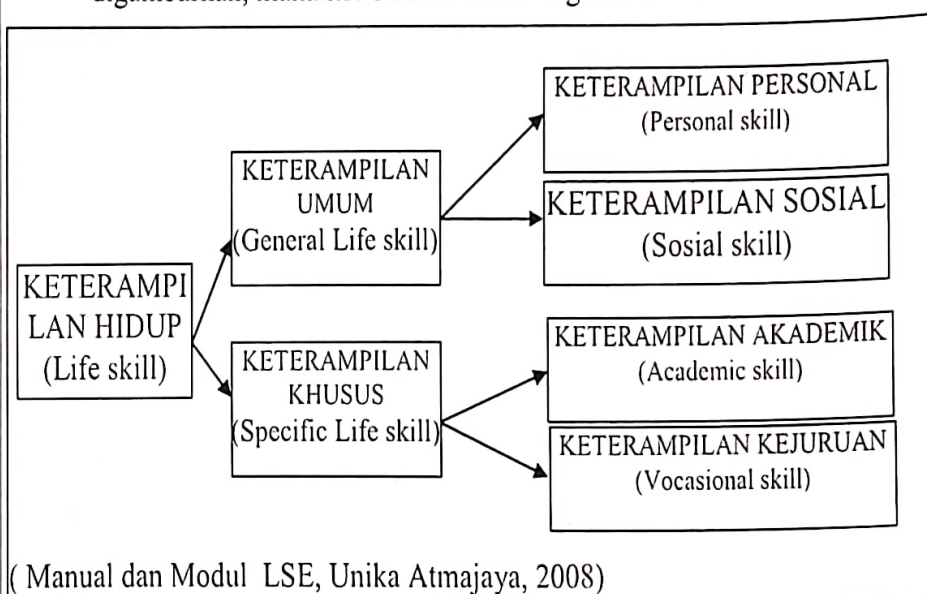 KETERAMPI
LAN HIDUP
(Life skill)
KETERAMPILAN
UMUM
(General Life skill)
KETERAMPILAN PERSONAL
(Personal skill)
KETERAMPILAN SOSIAL
(Sosial skill)
KETERAMPILAN
KHUSUS
(Specific Life skill)
KETERAMPILAN AKADEMIK
(Academic skill)
KETERAMPILAN KEJURUAN
(Vocasional skill)
( Manual dan Modul LSE, Unika Atmajaya, 2008)